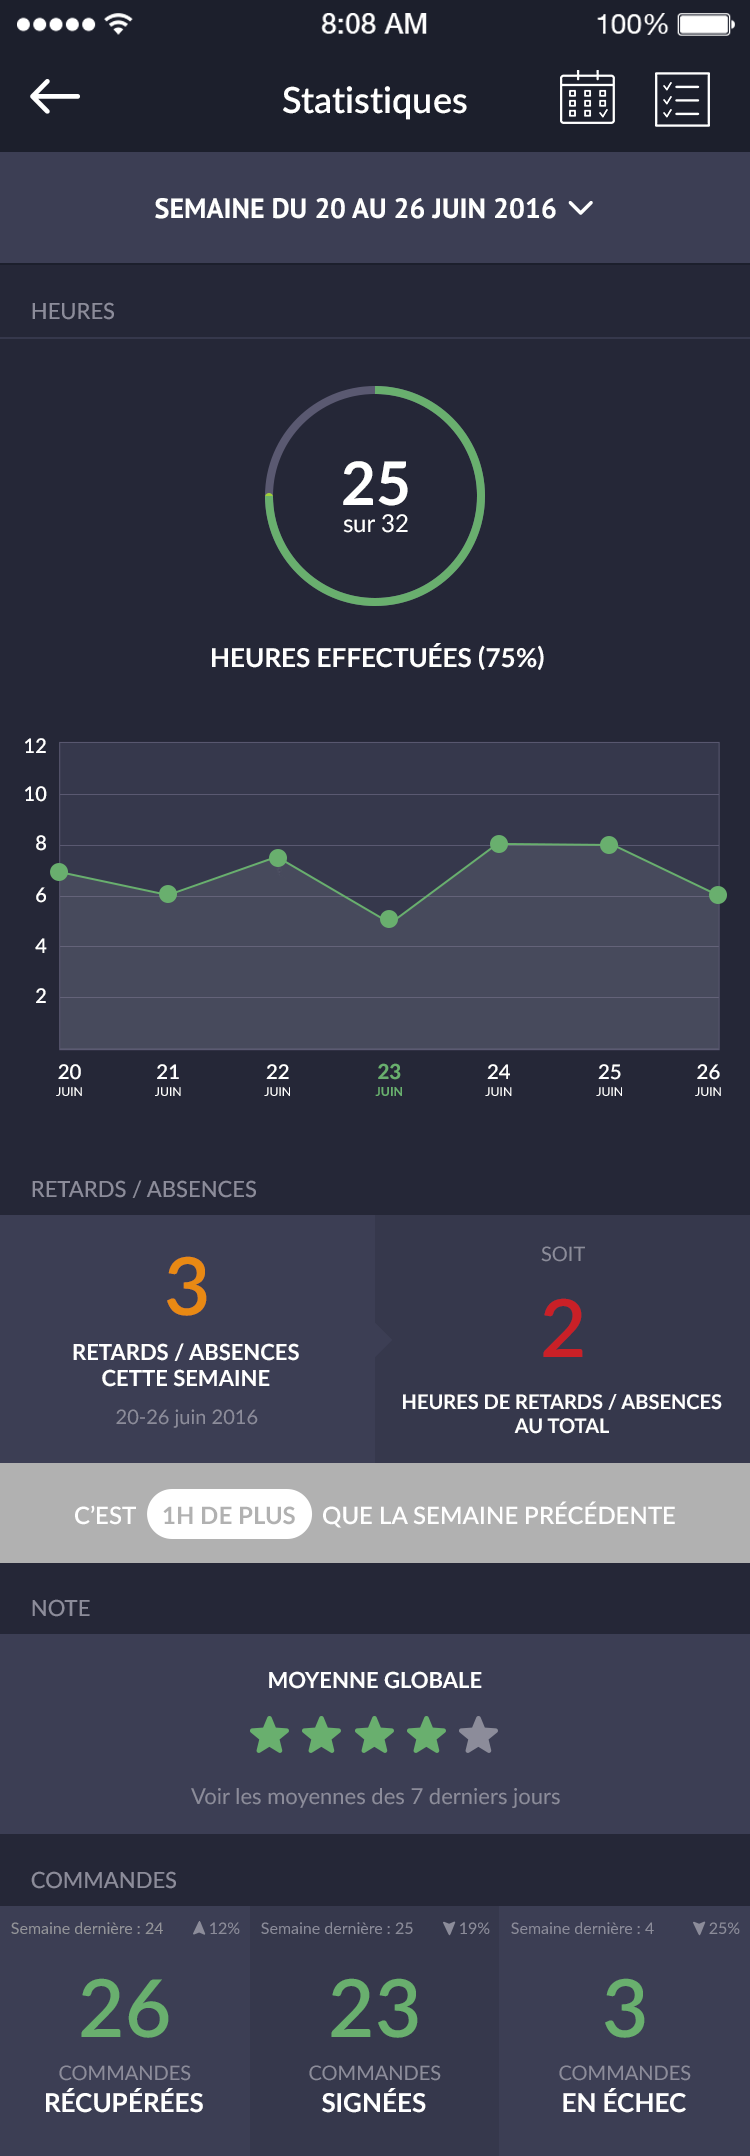 8:08 AM 100%
Statistiques
SEMAINE DU 20 AU 26 JUIN 2016
HEURES
25
sur 32
HEURES EFFECTUÉES (75%)
12
10
8
6
4
2
20 21 22 23 24 25 26
JUIN JUIN JUIN JUIN JUIN JUIN JUIN
RETARDS / ABSENCES
3
RETARDS / ABSENCES
CETTE SEMAINE
20-26 juin 2016
SOIT
2
HEURES DE RETARDS / ABSENCES
AU TOTAL
C'EST 1H DE PLUS QUE LA SEMAINE PRÉCÉDENTE
NOTE
MOYENNE GLOBALE
Voir les moyennes des 7 derniers jours
COMMANDES
Semaine dernière : 24 12%
26
COMMANDES
RÉCUPÉRÉES
Semaine dernière : 25 19%
23
COMMANDES
SIGNÉES
Semaine dernière : 4 25%
3
COMMANDES
EN ÉCHEC